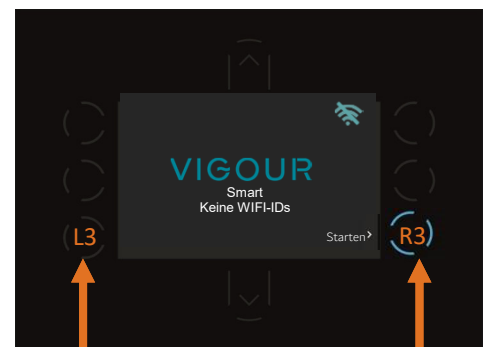 VIGOUR
Smart
Keine WIFI-IDs
L3
Starten>
R3